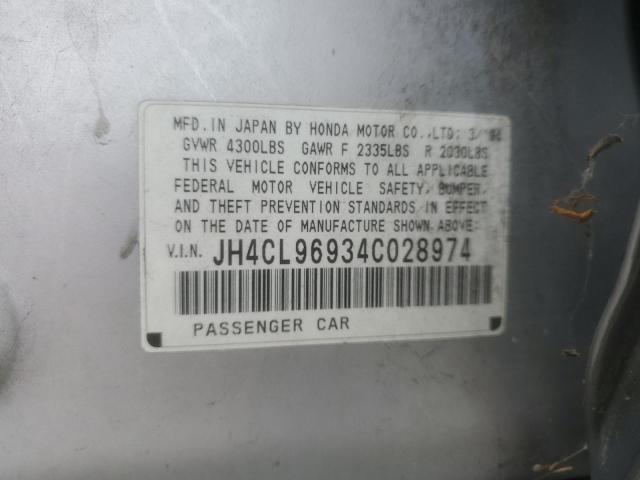 MFD. IN JAPAN BY HONDA MOTOR CO.,LTD: 3/
GVWR 4300LBS GAWR F 2335LBS R 2030LBS
THIS VEHICLE CONFORMS TO ALL APPLICABLE
FEDERAL MOTOR VEHICLE SAFETY, BUMPER,
AND THEFT PREVENTION STANDARDS IN EFFECT
ON THE DATE OF MANUFACTURE SHOWN ABOVE:
V.I.N. JH4CL96934C028974
PASSENGER CAR